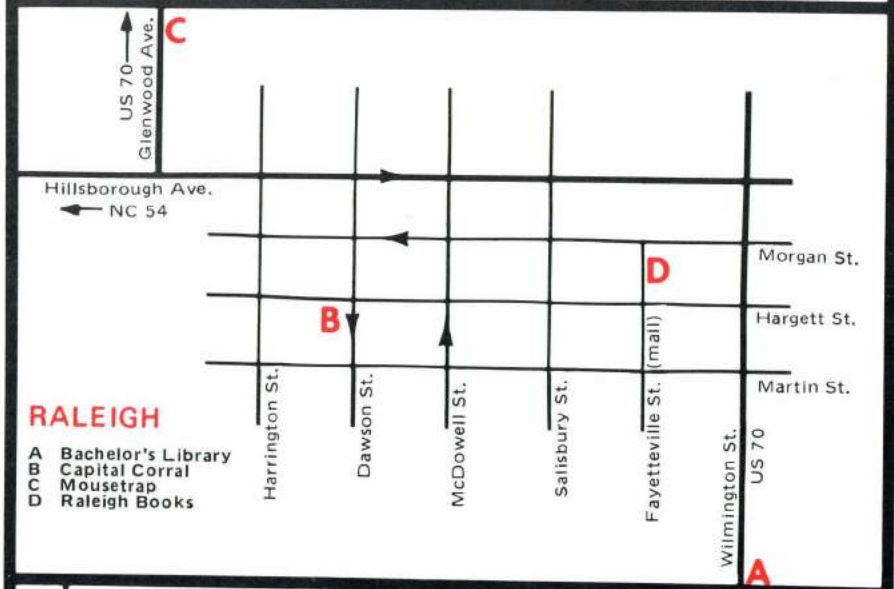 C
US 70
Glenwood Ave.
Hillsborough Ave.
NC 54
Morgan St.
D
Hargett St.
B
Martin St.
Harrington St.
Dawson St.
McDowell St.
Salisbury St.
Fayetteville St. (mall)
Wilmington St.
US 70
RALEIGH
A Bachelor's Library
B Capital Corral
C Mousetrap
D Raleigh Books
A